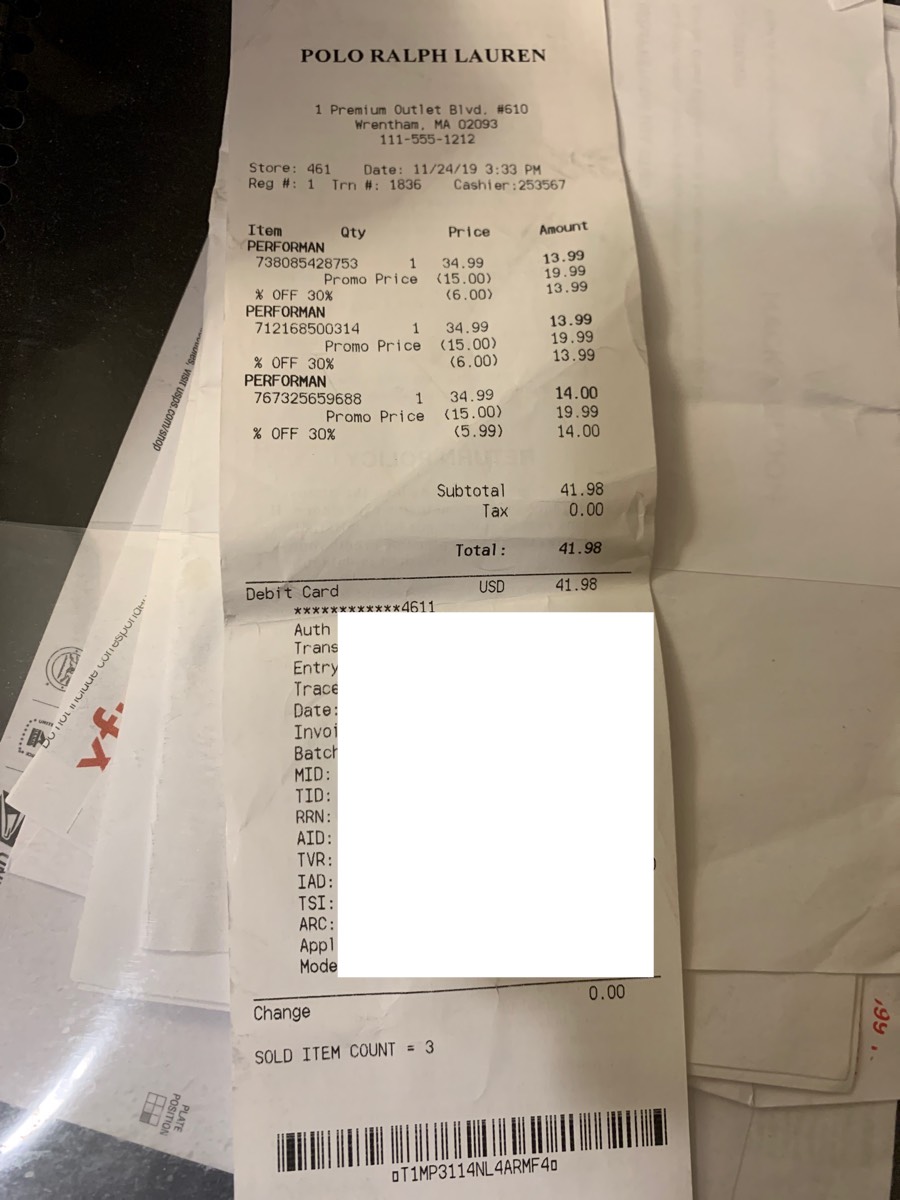 POLO RALPH LAUREN
1 Premium Outlet Blvd. #610
Wrentham, MA 02093
111-555-1212
Store: 461 Date: 11/24/19 3:33 PM
Reg #: 1 Trn #: 1836 Cashier:253567
Item Qty Price Amount
PERFORMAN
738085428753 1 34.99 13.99
Promo Price (15.00) 19.99
% OFF 30% (6.00) 13.99
PERFORMAN
712168500314 1 34.99 13.99
Promo Price (15.00) 19.99
% OFF 30% (6.00) 13.99
PERFORMAN
767325659688 1 34.99 14.00
Promo Price (15.00) 19.99
% OFF 30% (5.99) 14.00
RETURN POLICY
Subtotal 41.98
Tax 0.00
Total: 41.98
Debit Card USD 41.98
************4611
Auth
Trans
Entry
Trace
Date:
Invoi
Batch
MID:
TID:
RRN:
AID:
TVR:
IAD:
TSI:
ARC:
Appl
Mode
Change 0.00
SOLD ITEM COUNT = 3
¤T1MP3114NL4ARMF4¤
visit usps.com/shop
PLATE
POSITION